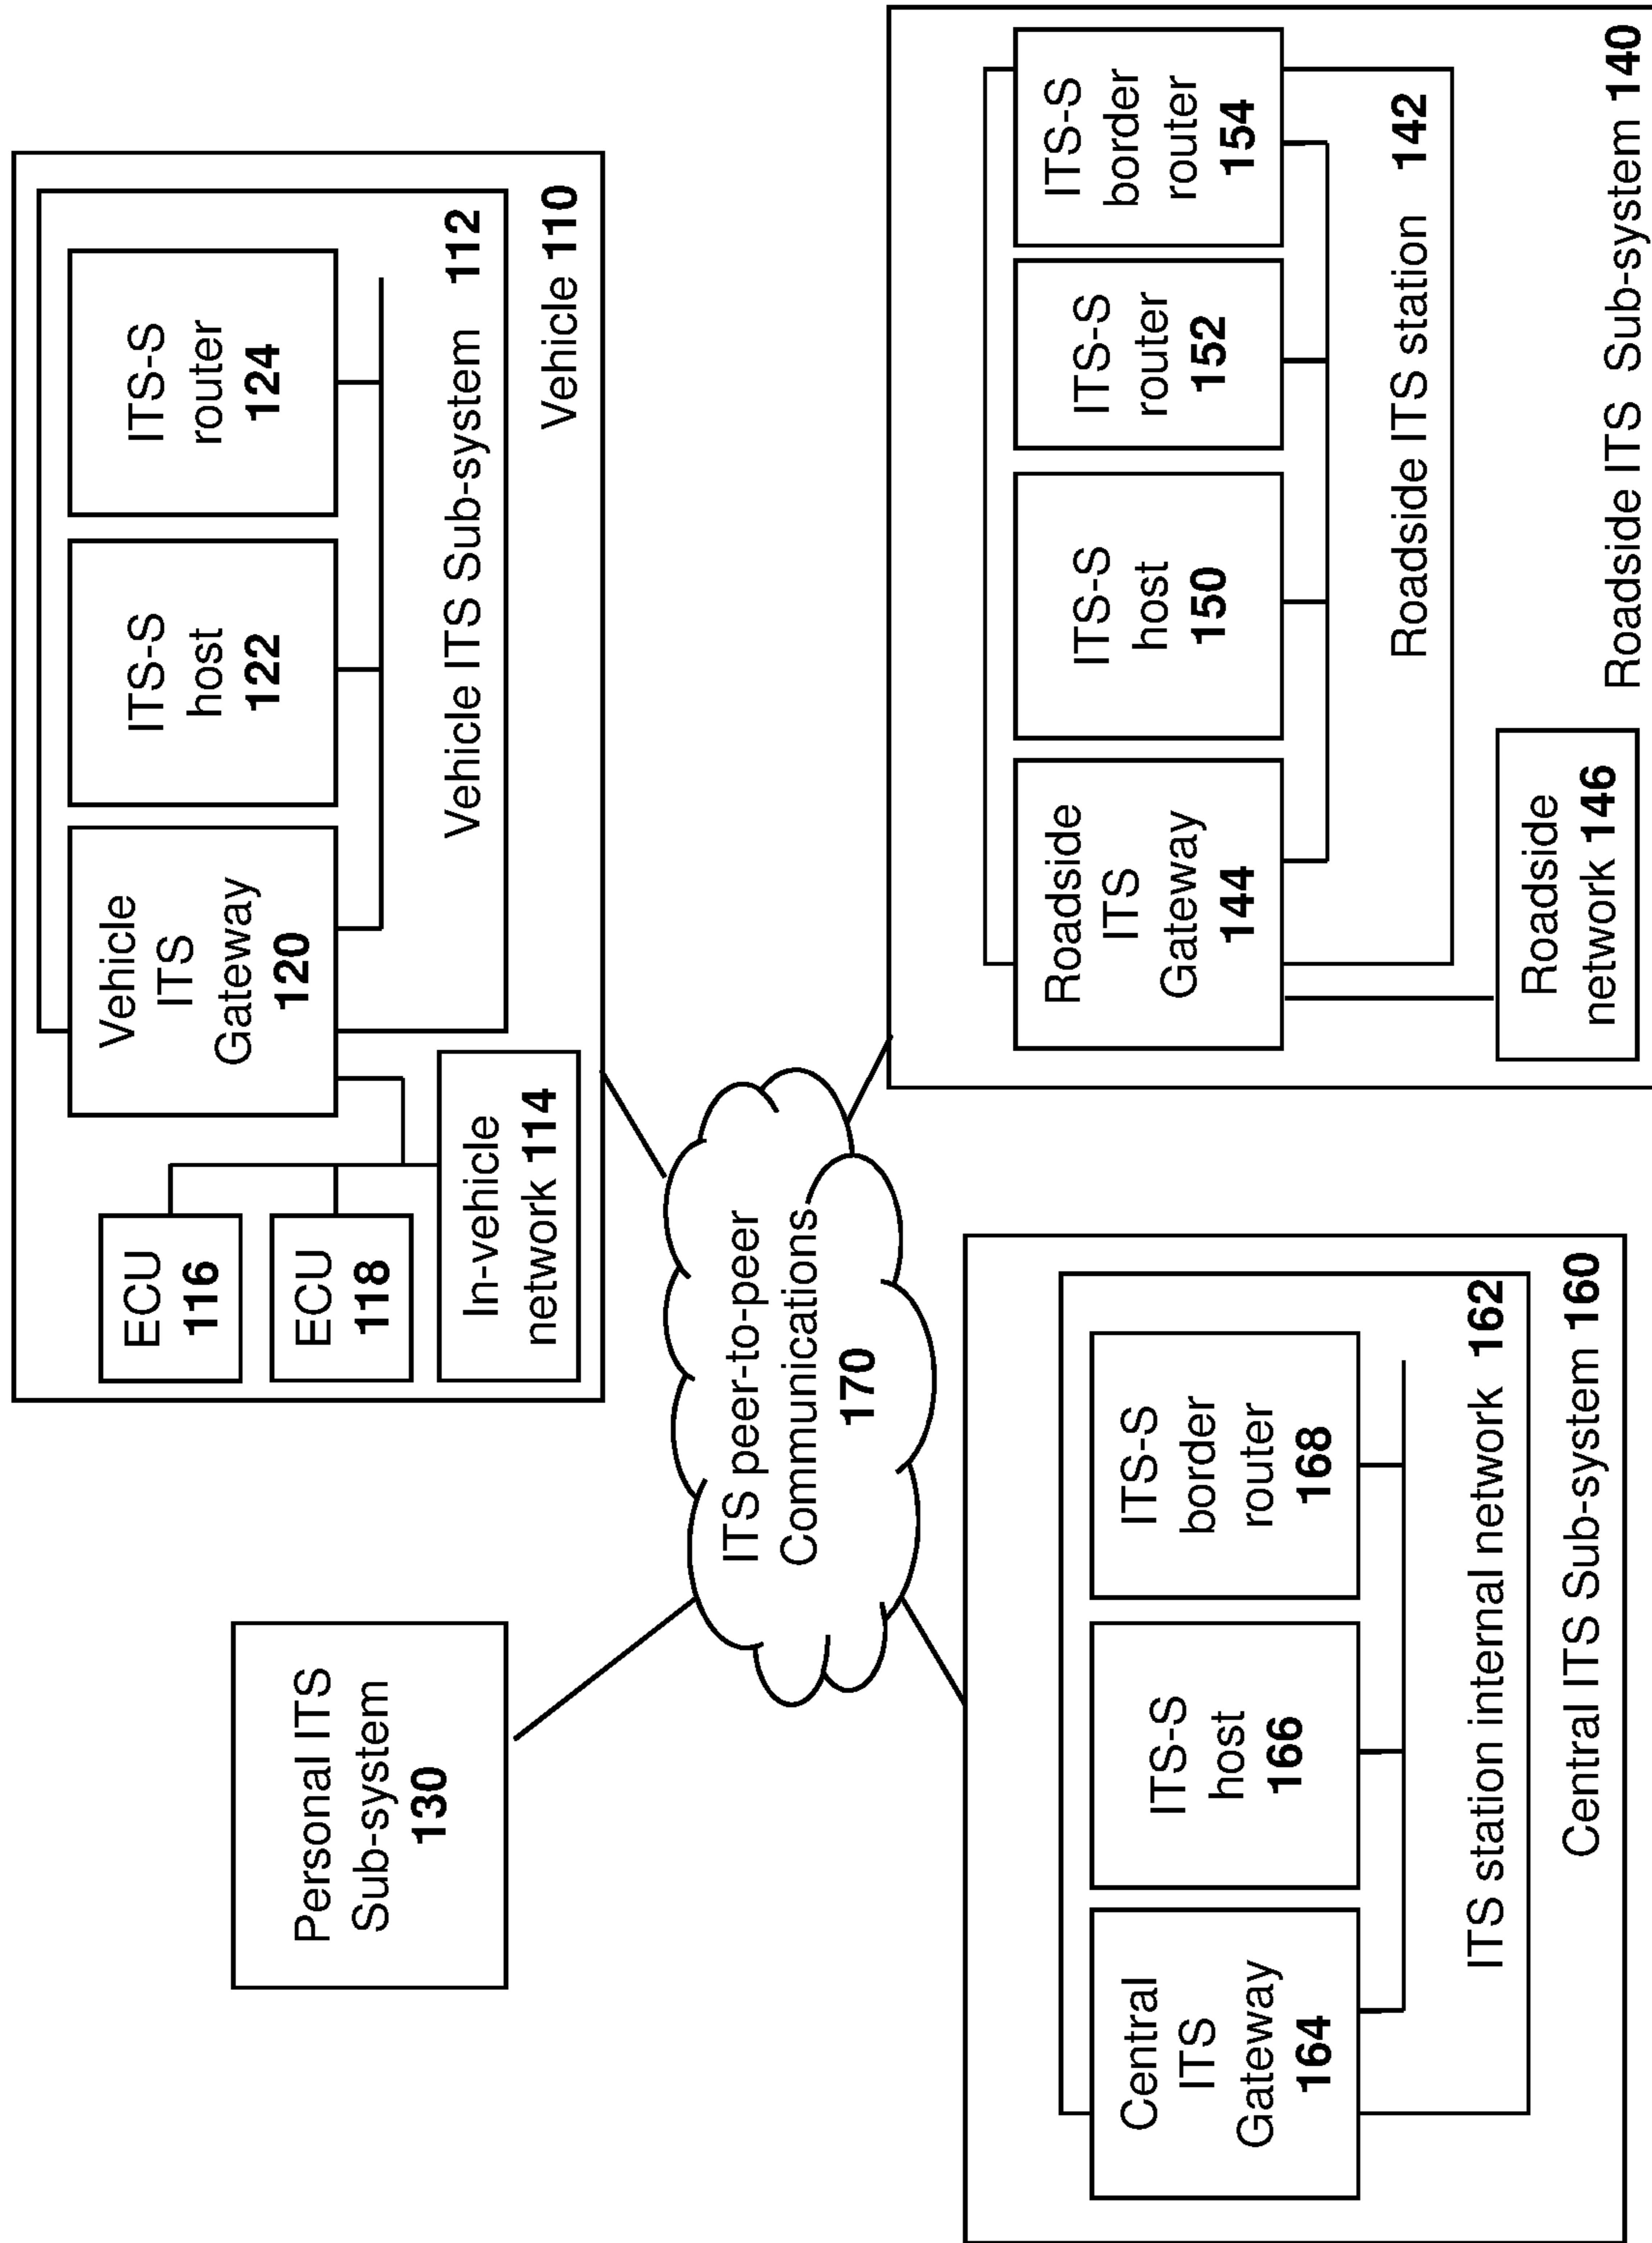 Personal ITS
Sub-system
130
ECU
116
ECU
118
In-vehicle
network 114
Vehicle
ITS
Gateway
120
ITS-S
host
122
ITS-S
router
124
Vehicle ITS Sub-system 112
Vehicle 110
ITS peer-to-peer
Communications
170
Central
ITS
Gateway
164
ITS-S
host
166
ITS-S
border
router
168
ITS station internal network 162
Central ITS Sub-system 160
Roadside
ITS
Gateway
144
ITS-S
host
150
ITS-S
router
152
ITS-S
border
router
154
Roadside ITS station 142
Roadside
network 146
Roadside ITS Sub-system 140